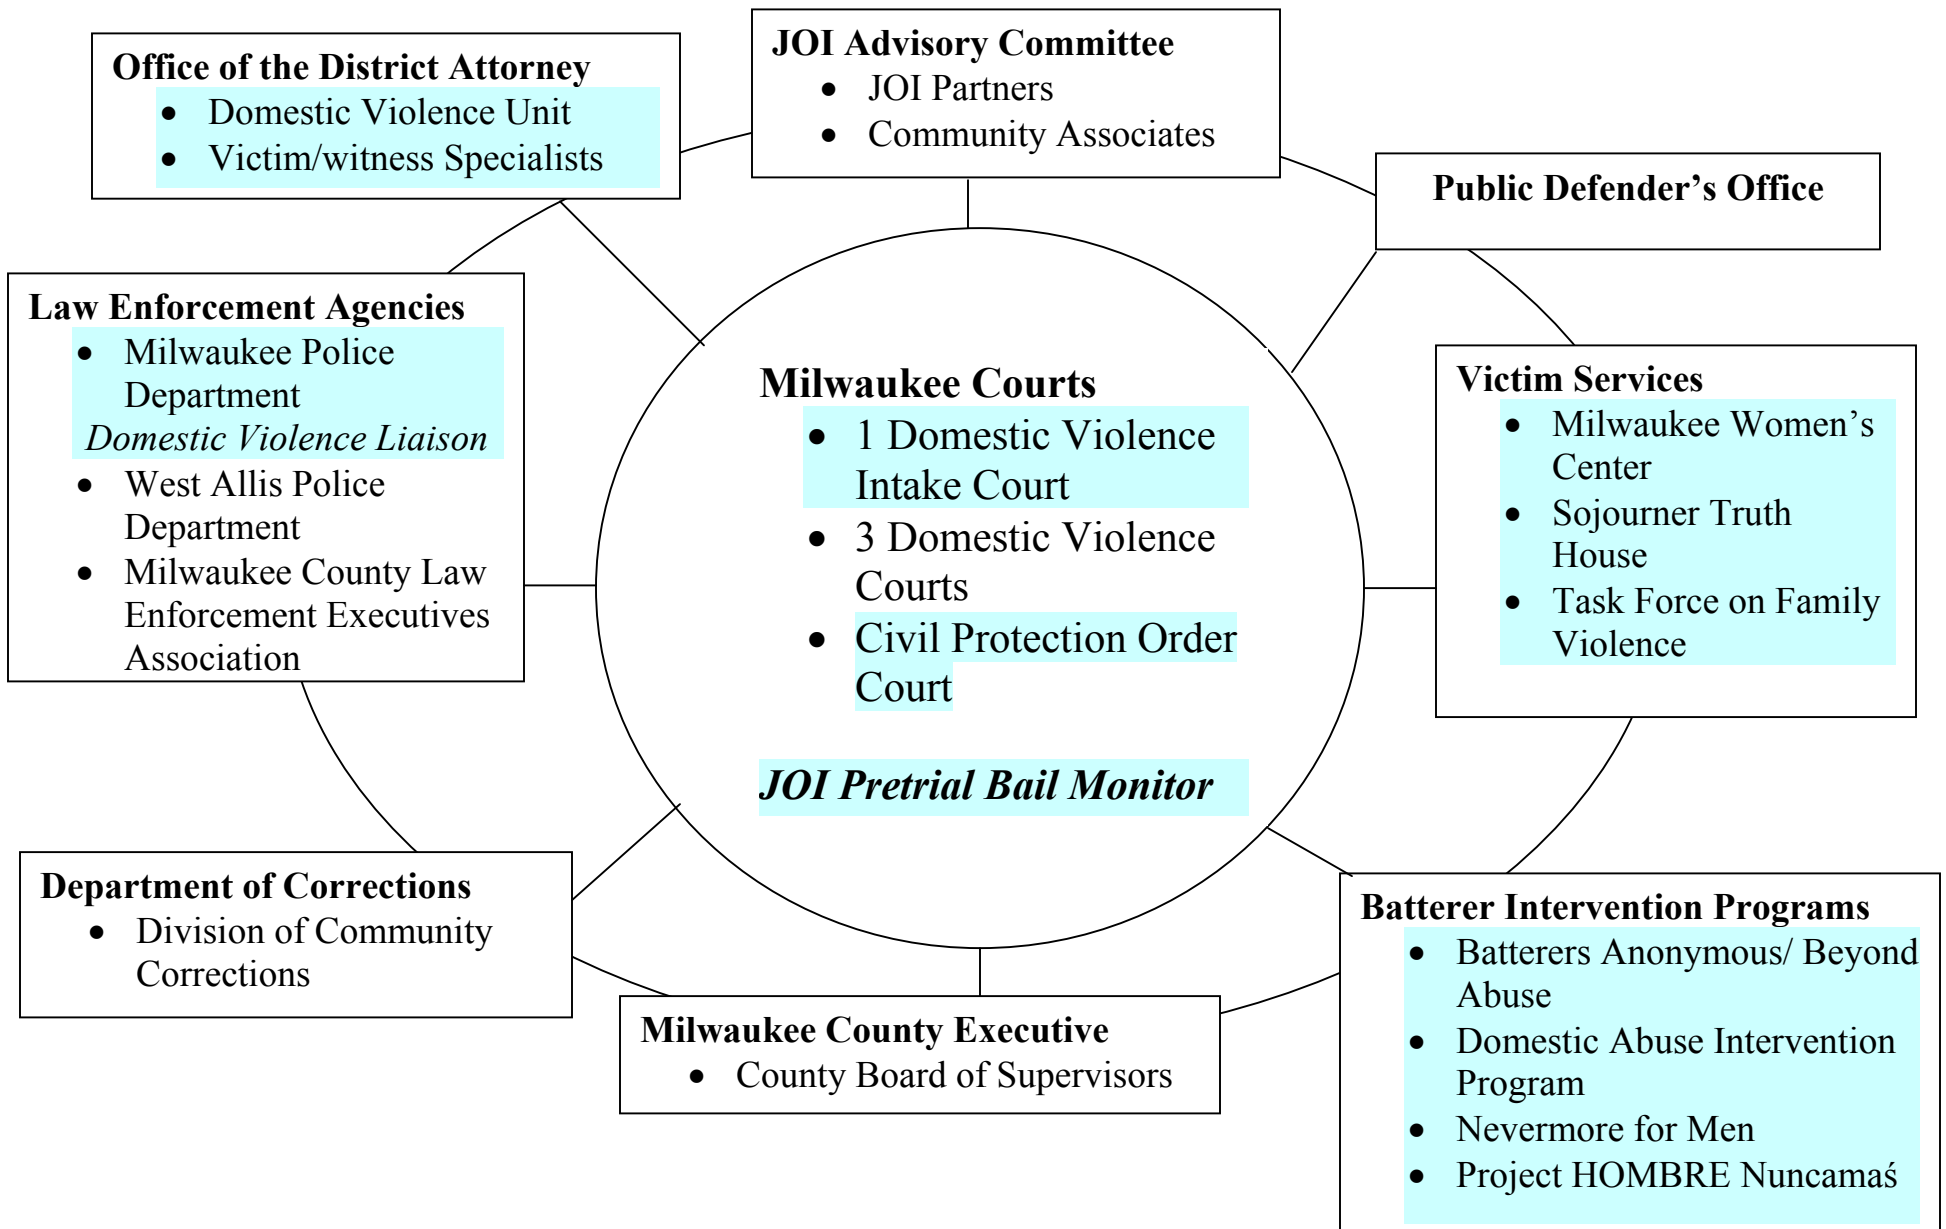 Office of the District Attorney
• Domestic Violence Unit
• Victim/witness Specialists
JOI Advisory Committee
• JOI Partners
• Community Associates
Public Defender’s Office
Law Enforcement Agencies
• Milwaukee Police
Department
Domestic Violence Liaison
• West Allis Police
Department
• Milwaukee County Law
Enforcement Executives
Association
Milwaukee Courts
• 1 Domestic Violence
Intake Court
• 3 Domestic Violence
Courts
• Civil Protection Order
Court
JOI Pretrial Bail Monitor
Victim Services
• Milwaukee Women’s
Center
• Sojourner Truth
House
• Task Force on Family
Violence
Department of Corrections
• Division of Community
Corrections
Milwaukee County Executive
• County Board of Supervisors
Batterer Intervention Programs
• Batterers Anonymous/ Beyond
Abuse
• Domestic Abuse Intervention
Program
• Nevermore for Men
• Project HOMBRE Nuncamaś